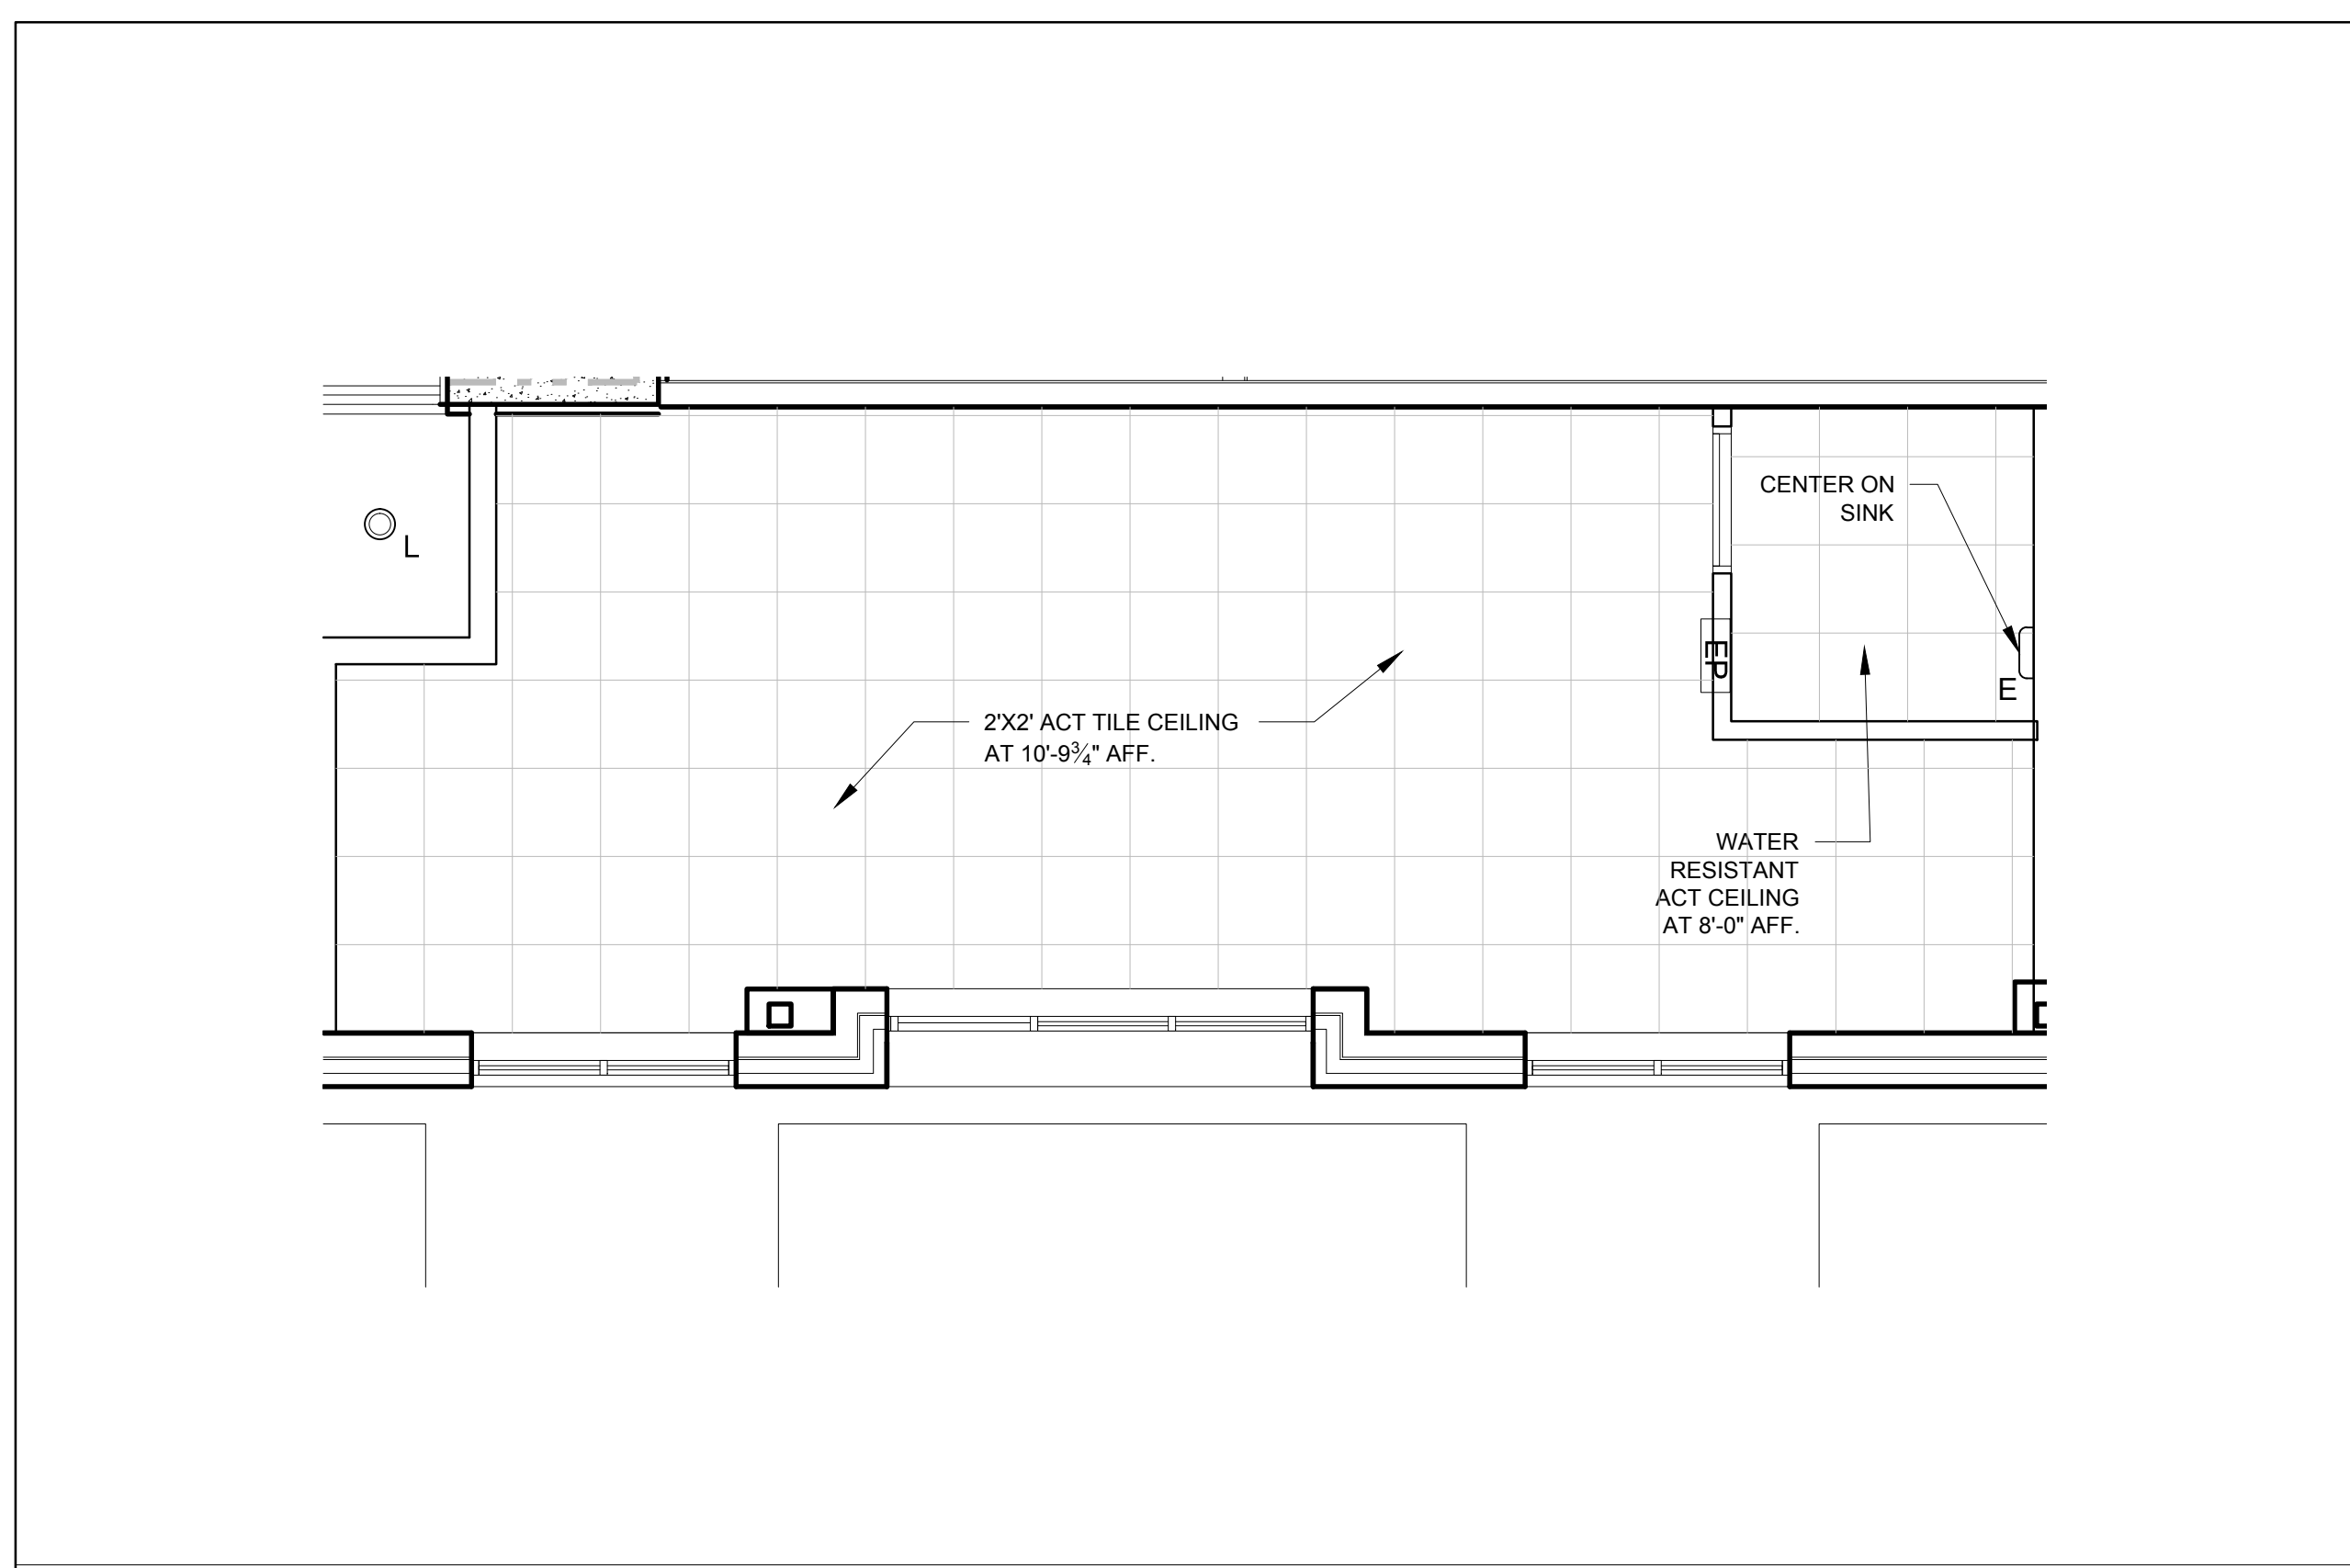 CENTER ON
SINK
L
EP
E
2'X2' ACT TILE CEILING
AT 10'-9¾" AFF.
WATER
RESISTANT
ACT CEILING
AT 8'-0" AFF.